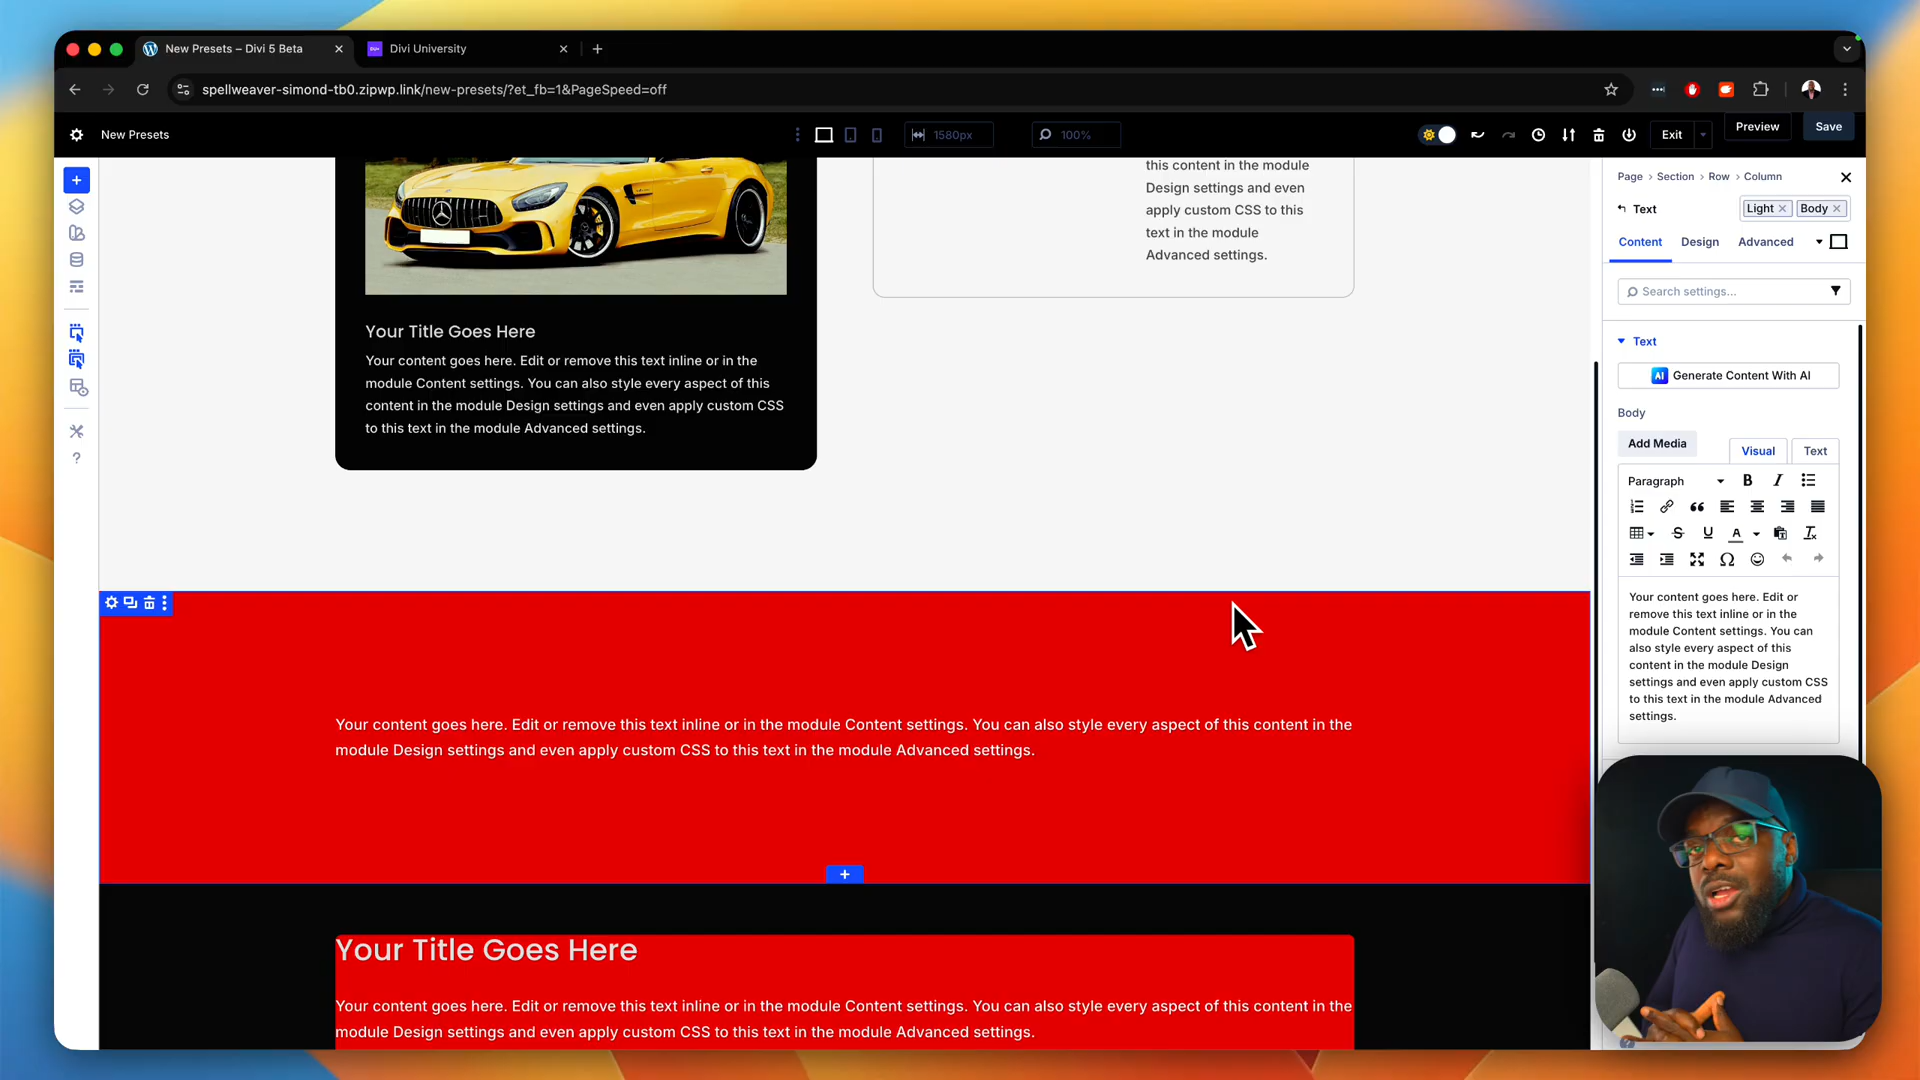 New Presets – Divi 5 Beta
Divi University
spellweaver-simond-tb0.zipwp.link/new-presets/?et_fb=1&PageSpeed=off
New Presets
1580px
100%
Exit
Preview
Save
this content in the module
Design settings and even
apply custom CSS to this
text in the module
Advanced settings.
Your Title Goes Here
Your content goes here. Edit or remove this text inline or in the
module Content settings. You can also style every aspect of this
content in the module Design settings and even apply custom CSS
to this text in the module Advanced settings.
Your content goes here. Edit or remove this text inline or in the module Content settings. You can also style every aspect of this content in the
module Design settings and even apply custom CSS to this text in the module Advanced settings.
Your Title Goes Here
Your content goes here. Edit or remove this text inline or in the module Content settings. You can also style every aspect of this content in the
module Design settings and even apply custom CSS to this text in the module Advanced settings.
Page > Section > Row > Column
Text
Light
Body
Content
Design
Advanced
Search settings...
Text
AI Generate Content With AI
Body
Add Media
Visual
Text
Paragraph
Your content goes here. Edit or
remove this text inline or in the
module Content settings. You can
also style every aspect of this
content in the module Design
settings and even apply custom CSS
to this text in the module Advanced
settings.